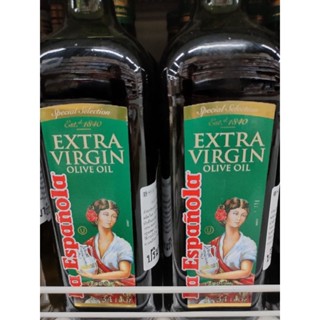 Special Selection
Est.d 1840
EXTRA
VIRGIN
OLIVE OIL
La Española
Special Selection
Est.d 1840
EXTRA
VIRGIN
OLIVE OIL
La Española